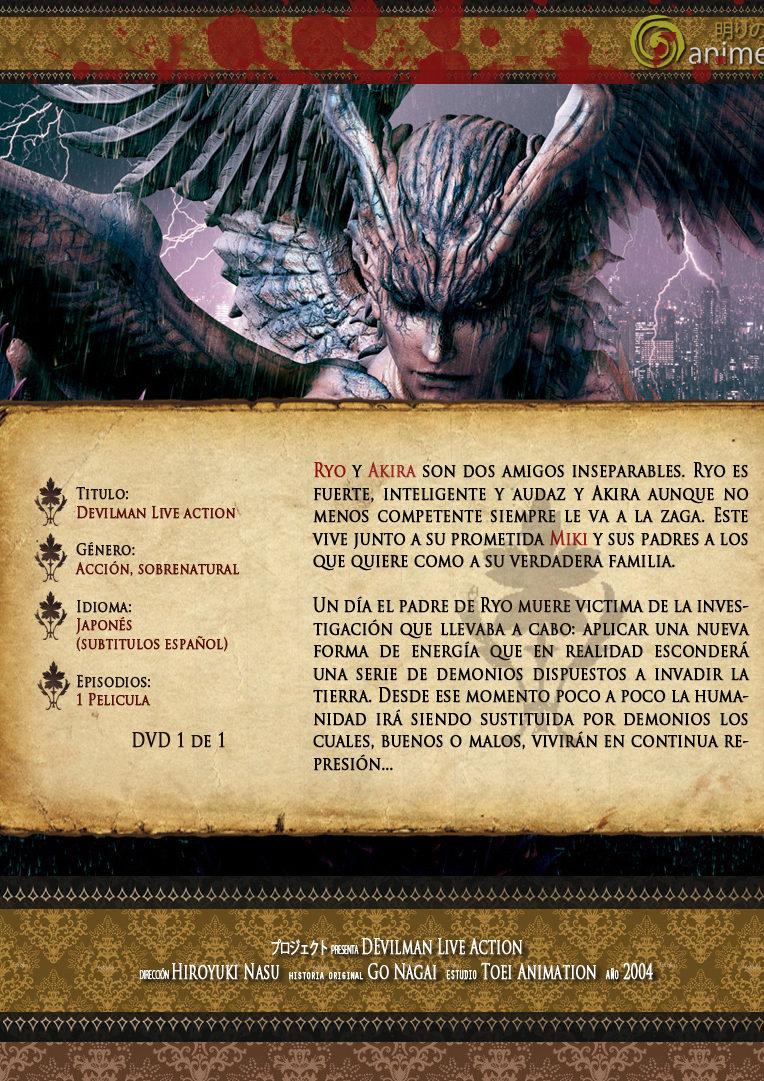 明りの
anime
Ryo y Akira son dos amigos inseparables. Ryo es
fuerte, inteligente y audaz y Akira aunque no
menos competente siempre le va a la zaga. Este
vive junto a su prometida Miki y sus padres a los
que quiere como a su verdadera familia.
Un día el padre de Ryo muere victima de la inves-
tigación que llevaba a cabo: aplicar una nueva
forma de energía que en realidad esconderá
una serie de demonios dispuestos a invadir la
tierra. Desde ese momento poco a poco la huma-
nidad irá siendo sustituida por demonios los
cuales, buenos o malos, vivirán en continua re-
presión...
Titulo:
Devilman Live action
Género:
Acción, sobrenatural
Idioma:
Japonés
(subtitulos español)
Episodios:
1 Pelicula
DVD 1 de 1
プロジェクト presenta DEvilman Live Action
dirección Hiroyuki Nasu historia original Go Nagai estudio Toei Animation año 2004